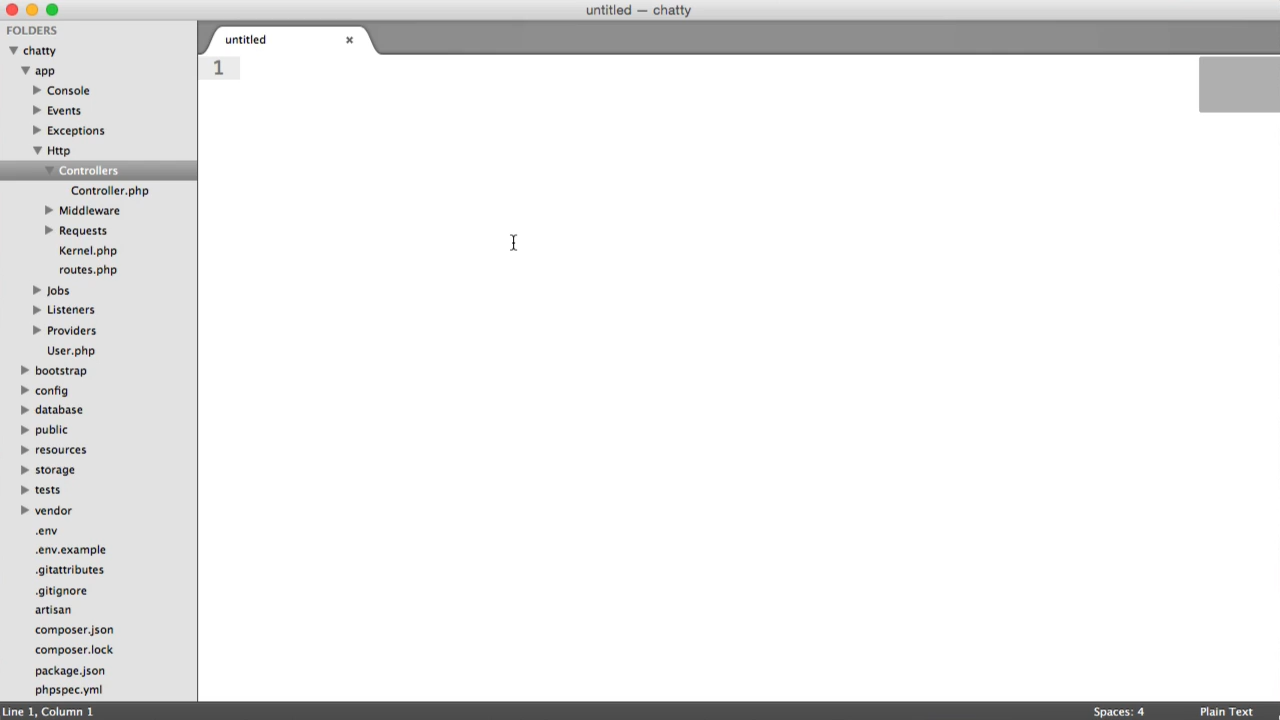 untitled — chatty
FOLDERS
chatty
app
Console
Events
Exceptions
Http
Controllers
Controller.php
Middleware
Requests
Kernel.php
routes.php
Jobs
Listeners
Providers
User.php
bootstrap
config
database
public
resources
storage
tests
vendor
.env
.env.example
.gitattributes
.gitignore
artisan
composer.json
composer.lock
package.json
phpspec.yml
untitled
1
Line 1, Column 1
Spaces: 4
Plain Text